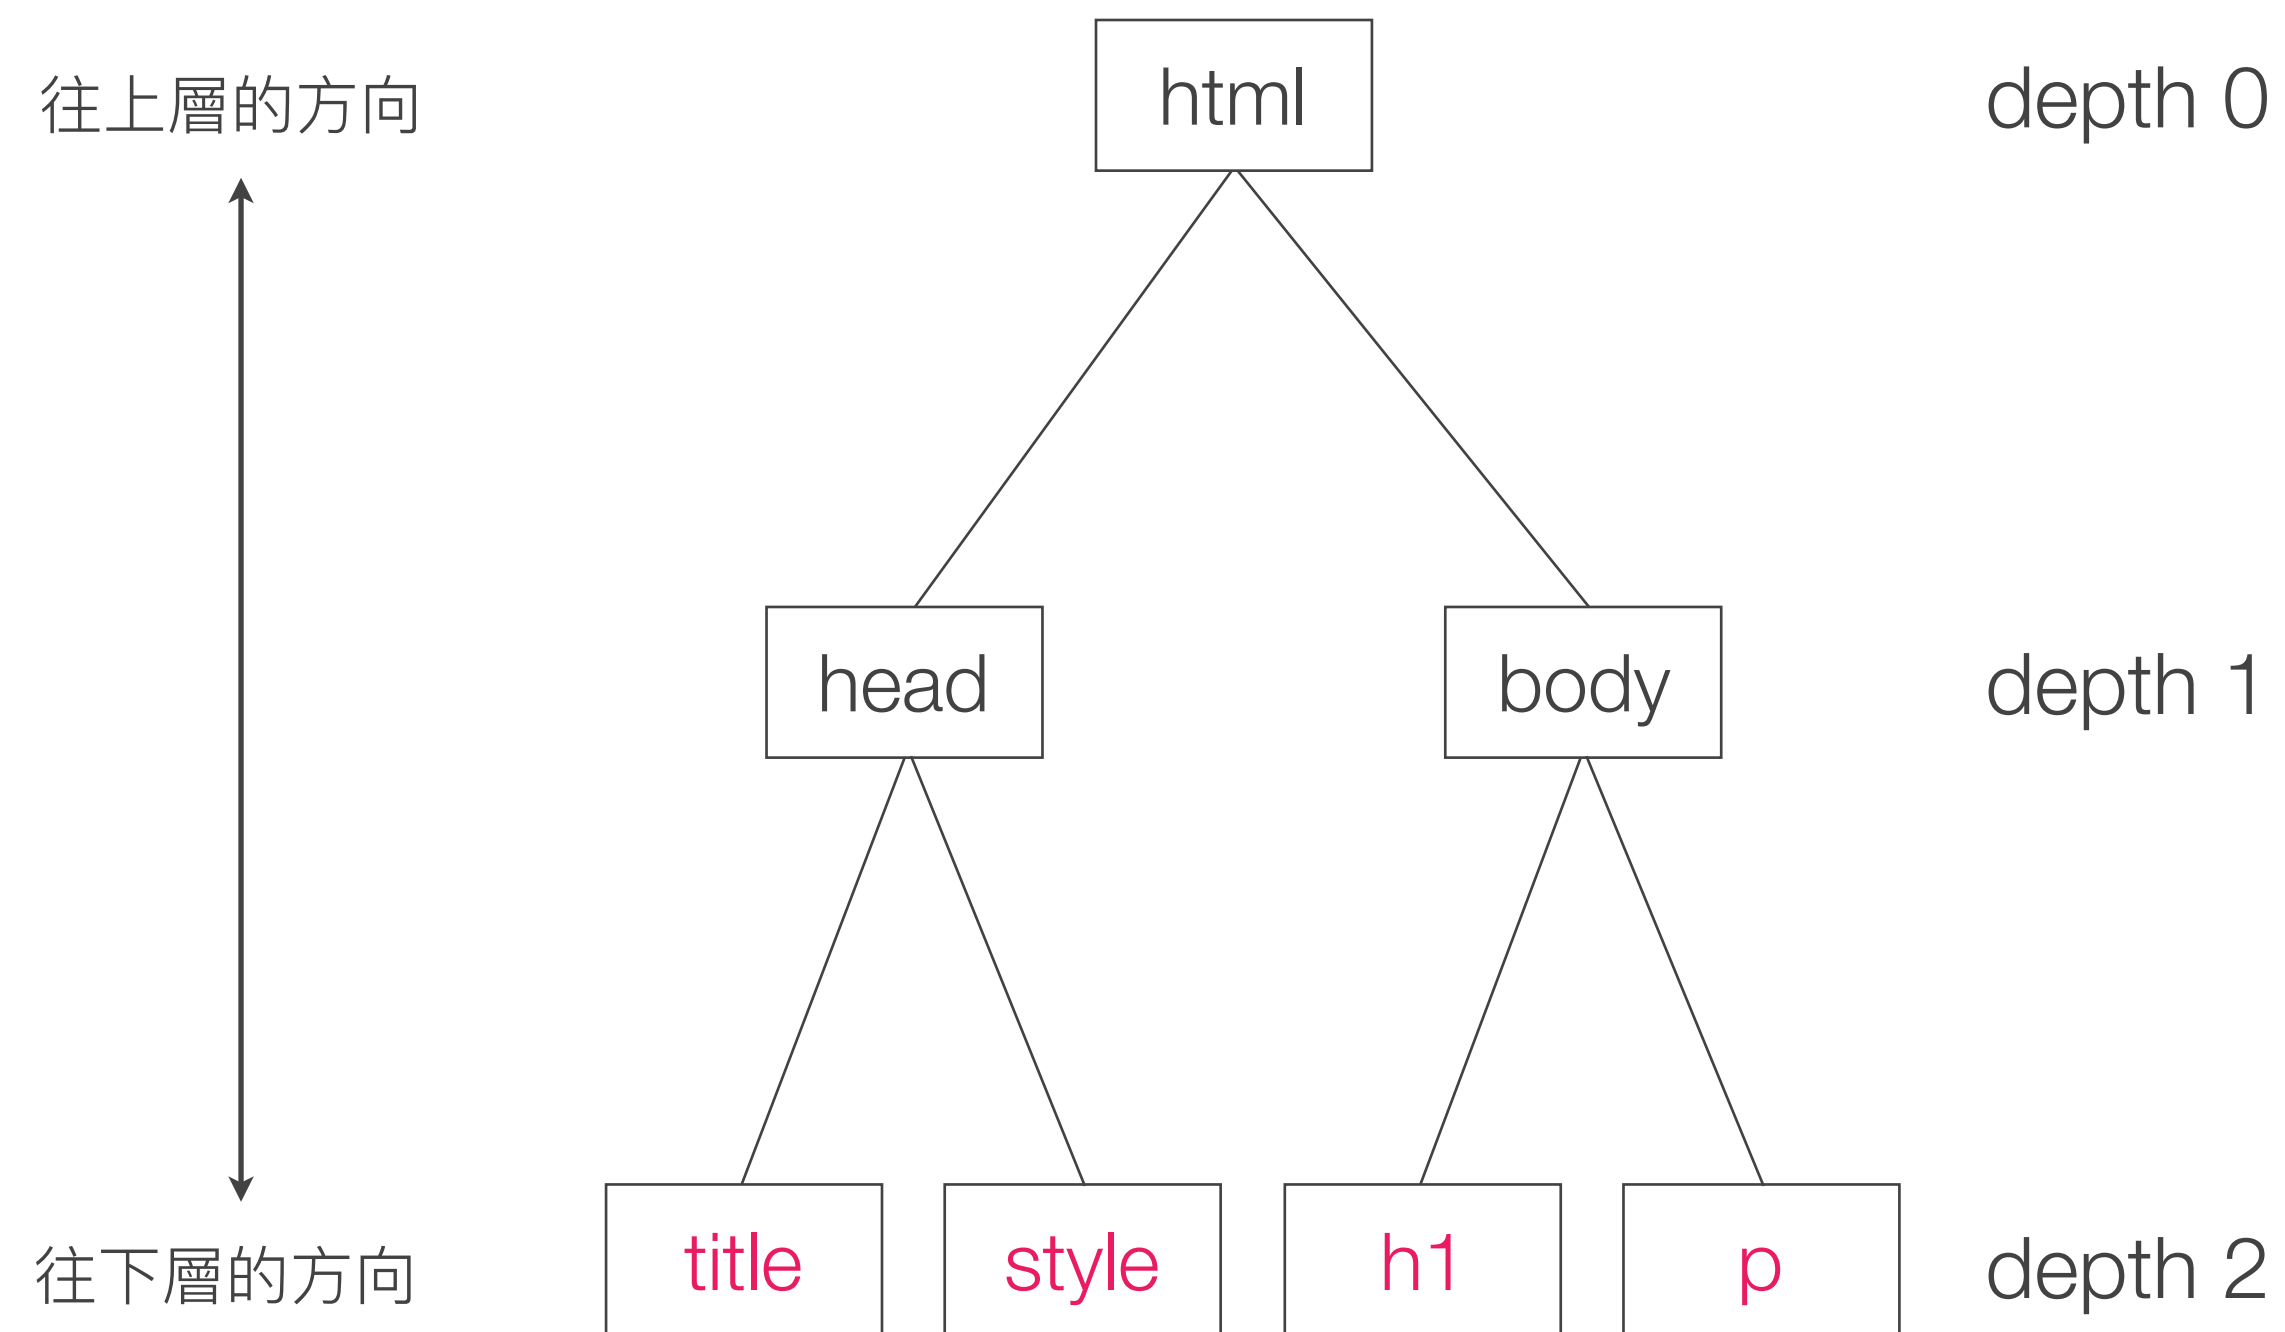 往上層的方向
html
depth 0
head
body
depth 1
往下層的方向
title
style
h1
p
depth 2